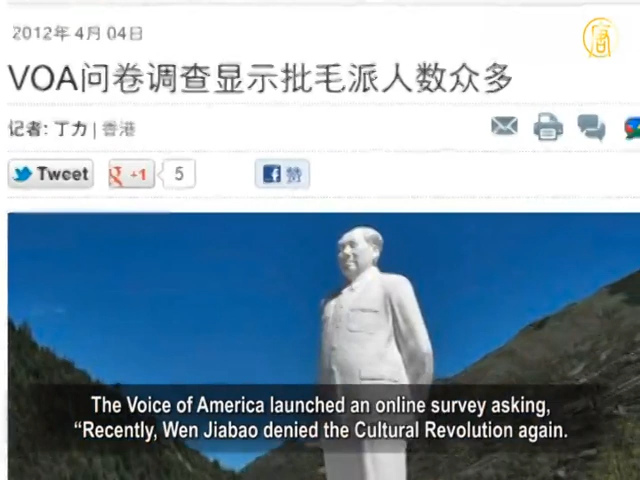 2012年 4月 04日
VOA问卷调查显示批毛派人数众多
记者: 丁力 | 香港
Tweet
g +1
5
f 赞
The Voice of America launched an online survey asking,
“Recently, Wen Jiabao denied the Cultural Revolution again.